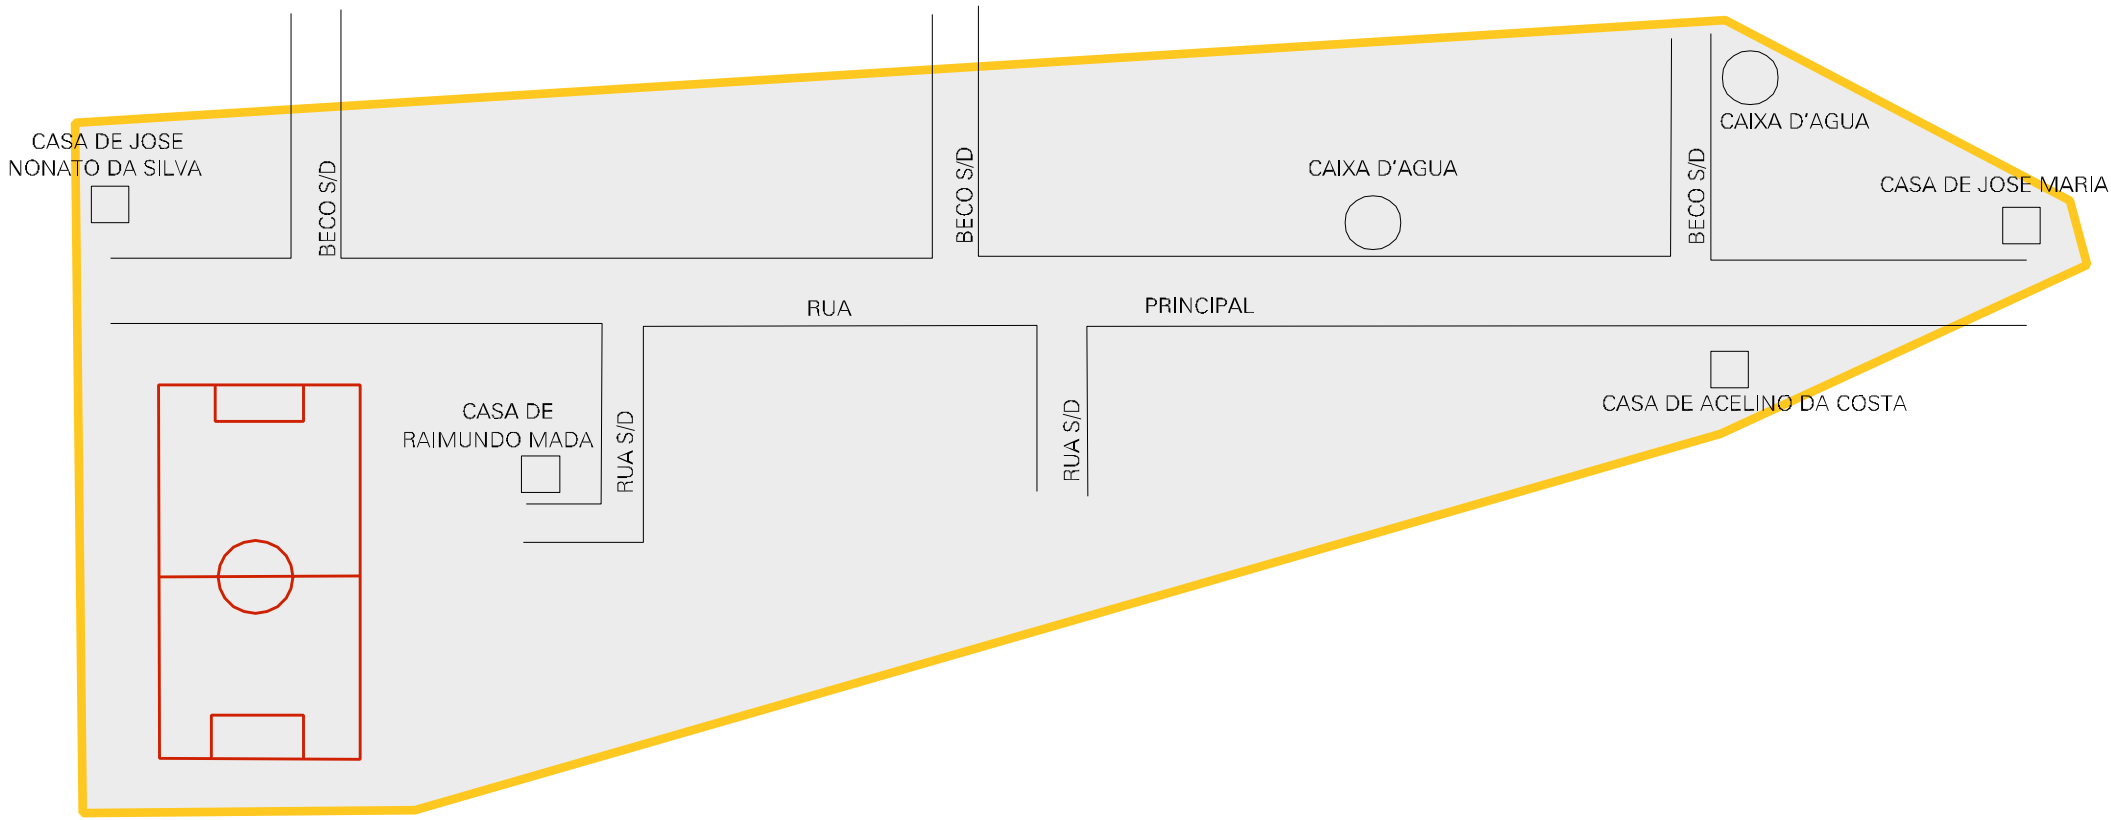 CASA DE JOSE
NONATO DA SILVA
BECO S/D
BECO S/D
CAIXA D'AGUA
BECO S/D
CAIXA D'AGUA
CASA DE JOSE MARIA
RUA PRINCIPAL
CASA DE
RAIMUNDO MADA
RUA S/D
RUA S/D
CASA DE ACELINO DA COSTA